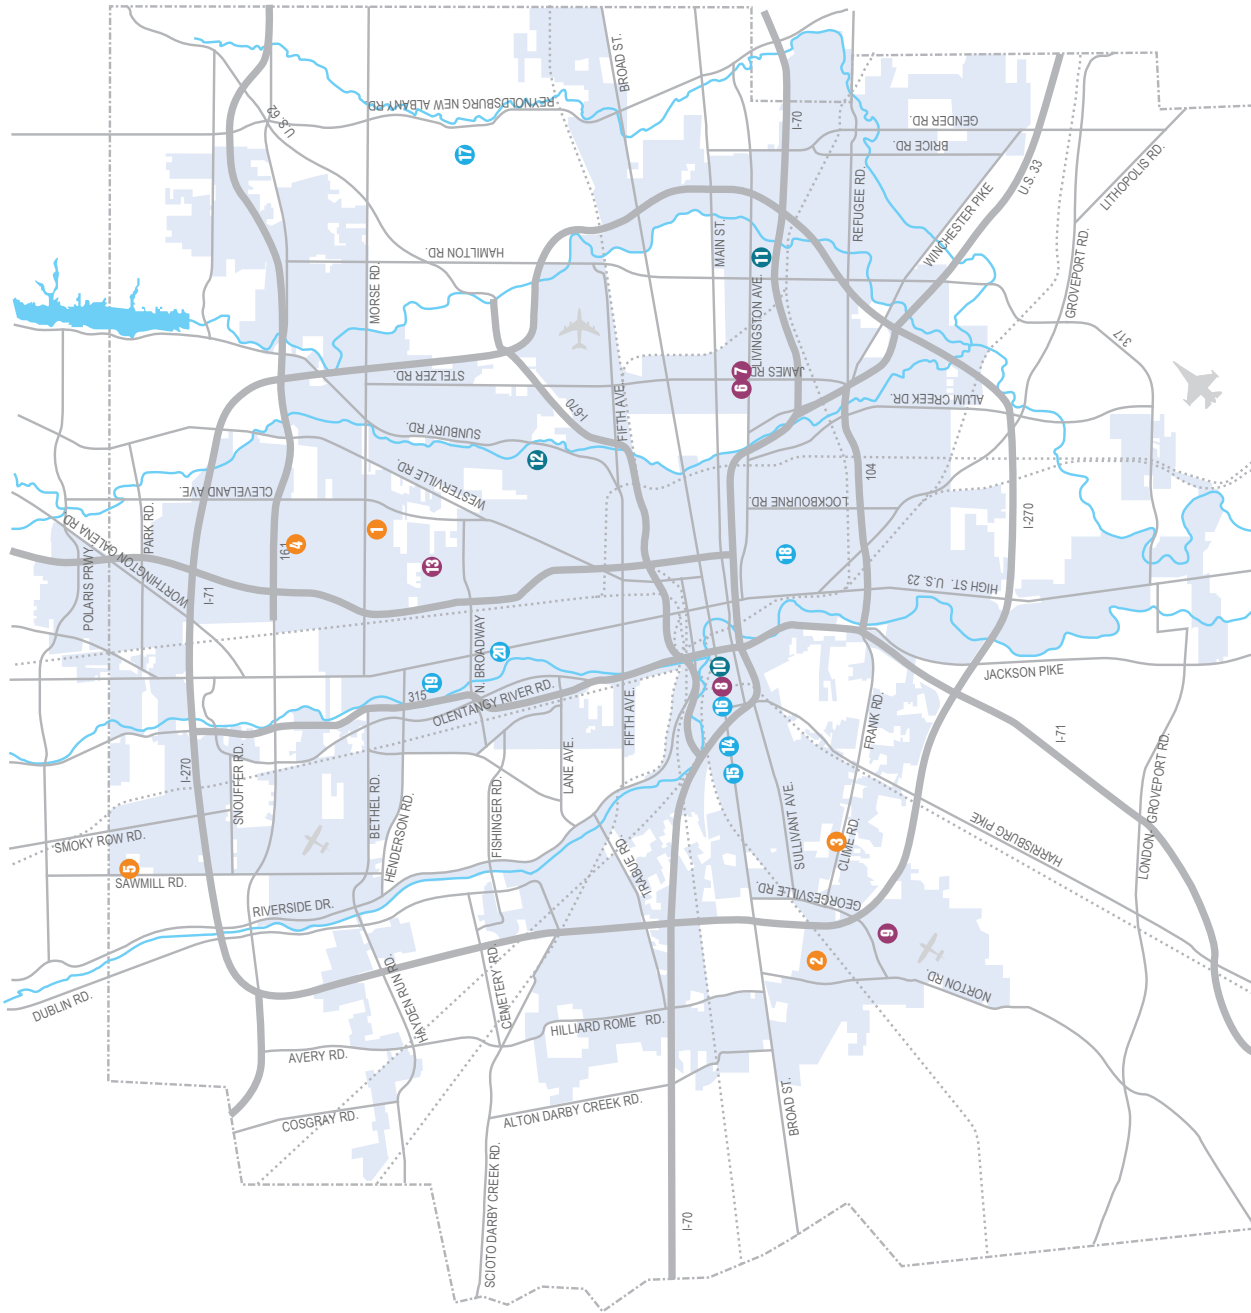 BROAD ST.
REYNOLDSBURG NEW ALBANY RD
U.S. 62
I-70
GENDER RD.
BRICE RD.
17
REFUGEE RD.
LITHOPOLIS RD.
U.S. 33
WINCHESTER PIKE
MAIN ST.
HAMILTON RD.
11
GROVEPORT RD.
MORSE RD.
LIVINGSTON AVE.
317
STELZER RD.
JAMES RD.
7
6
ALUM CREEK DR.
I-670
FIFTH AVE.
SUNBURY RD.
12
WESTERVILLE RD.
CLEVELAND AVE.
104
LOCKBOURNE RD.
PARK RD.
WORTHINGTON GALENA RD
POLARIS PRWY.
161
4
1
13
18
I-270
I-71
HIGH ST. U.S. 23
N. BROADWAY
20
19
315
OLENTANGY RIVER RD.
10
8
16
JACKSON PIKE
FIFTH AVE.
FRANK RD.
I-71
14
15
I-270
SNOUFFER RD.
LANE AVE.
BETHEL RD.
HENDERSON RD.
FISHINGER RD.
SULLIVANT AVE.
LONDON- GROVEPORT RD.
HARRISBURG PIKE
SMOKY ROW RD.
5
SAWMILL RD.
3
CLIME RD.
TRABUE RD.
GEORGESVILLE RD.
RIVERSIDE DR.
9
2
NORTON RD.
DUBLIN RD.
HAYDEN RUN RD.
CEMETERY RD.
HILLIARD ROME RD.
AVERY RD.
COSGRAY RD.
ALTON DARBY CREEK RD.
BROAD ST.
SCIOTO DARBY CREEK RD.
I-70